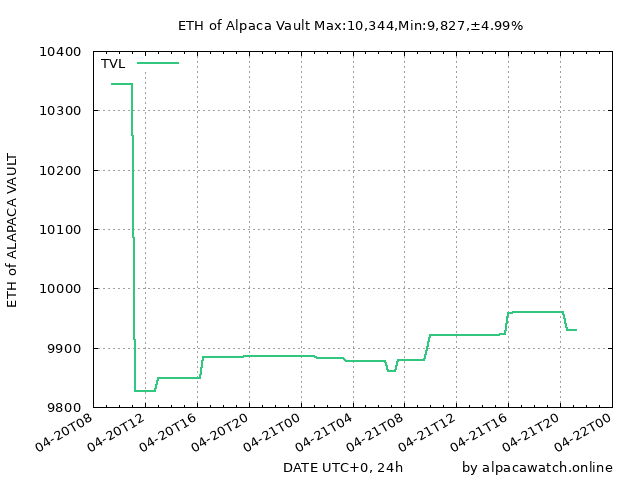 ETH of Alpaca Vault Max:10,344,Min:9,827,±4.99%
TVL
ETH of ALAPACA VAULT
10400
10300
10200
10100
10000
9900
9800
04-20T08
04-20T12
04-20T16
04-20T20
04-21T00
04-21T04
04-21T08
04-21T12
04-21T16
04-21T20
04-22T00
DATE UTC+0, 24h
by alpacawatch.online